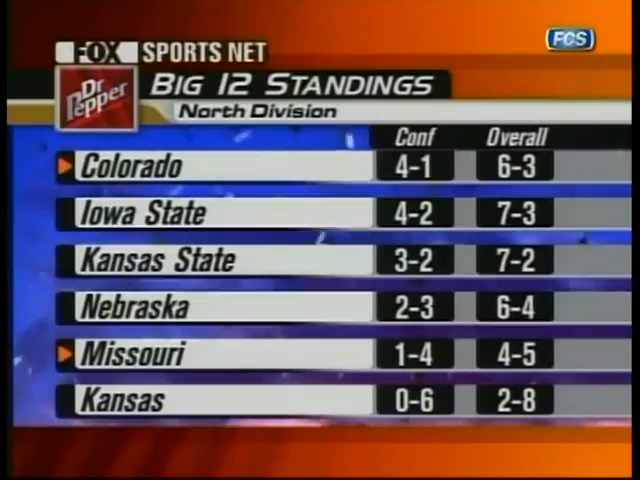 FOX SPORTS NET
FCS
Dr Pepper
BIG 12 STANDINGS
North Division
Conf Overall
Colorado 4-1 6-3
Iowa State 4-2 7-3
Kansas State 3-2 7-2
Nebraska 2-3 6-4
Missouri 1-4 4-5
Kansas 0-6 2-8